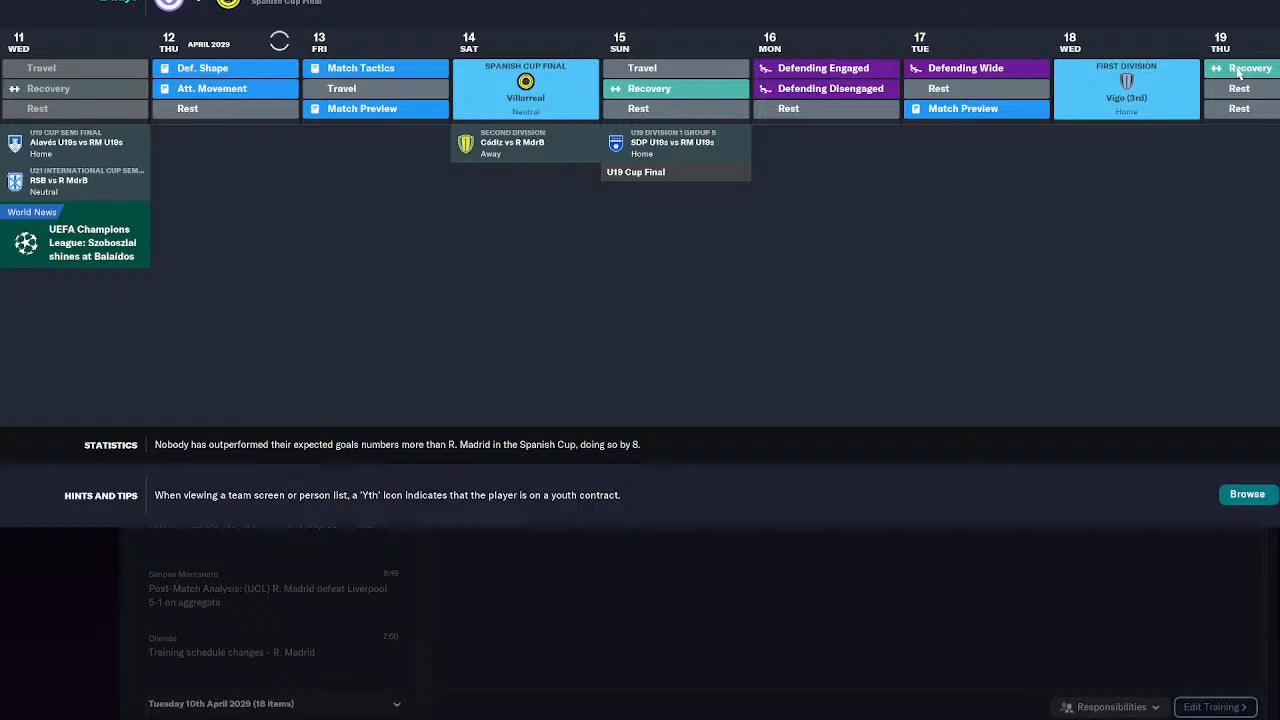 Spanish Cup Final
11
WED
12
THU
APRIL 2029
13
FRI
14
SAT
15
SUN
16
MON
17
TUE
18
WED
19
THU
Travel
Recovery
Rest
Def. Shape
Att. Movement
Rest
Match Tactics
Travel
Match Preview
SPANISH CUP FINAL
Villarreal
Neutral
Travel
Recovery
Rest
Defending Engaged
Defending Disengaged
Rest
Defending Wide
Rest
Match Preview
FIRST DIVISION
Vigo (3rd)
Home
Recovery
Rest
Rest
U19 CUP SEMI FINAL
Alavés U19s vs RM U19s
Home
U21 INTERNATIONAL CUP SEM...
RSB vs R MdrB
Neutral
World News
UEFA Champions
League: Szoboszlai
shines at Balaídos
SECOND DIVISION
Cádiz vs R MdrB
Away
U19 DIVISION 1 GROUP 5
SDP U19s vs RM U19s
Home
U19 Cup Final
STATISTICS
Nobody has outperformed their expected goals numbers more than R. Madrid in the Spanish Cup, doing so by 8.
HINTS AND TIPS
When viewing a team screen or person list, a 'Yth' icon indicates that the player is on a youth contract.
Browse
Simone Montanaro
9:49
Post-Match Analysis: (UCL) R. Madrid defeat Liverpool
5-1 on aggregate
Chendo
7:50
Training schedule changes - R. Madrid
Tuesday 10th April 2029 (18 items)
Responsibilities
Edit Training >